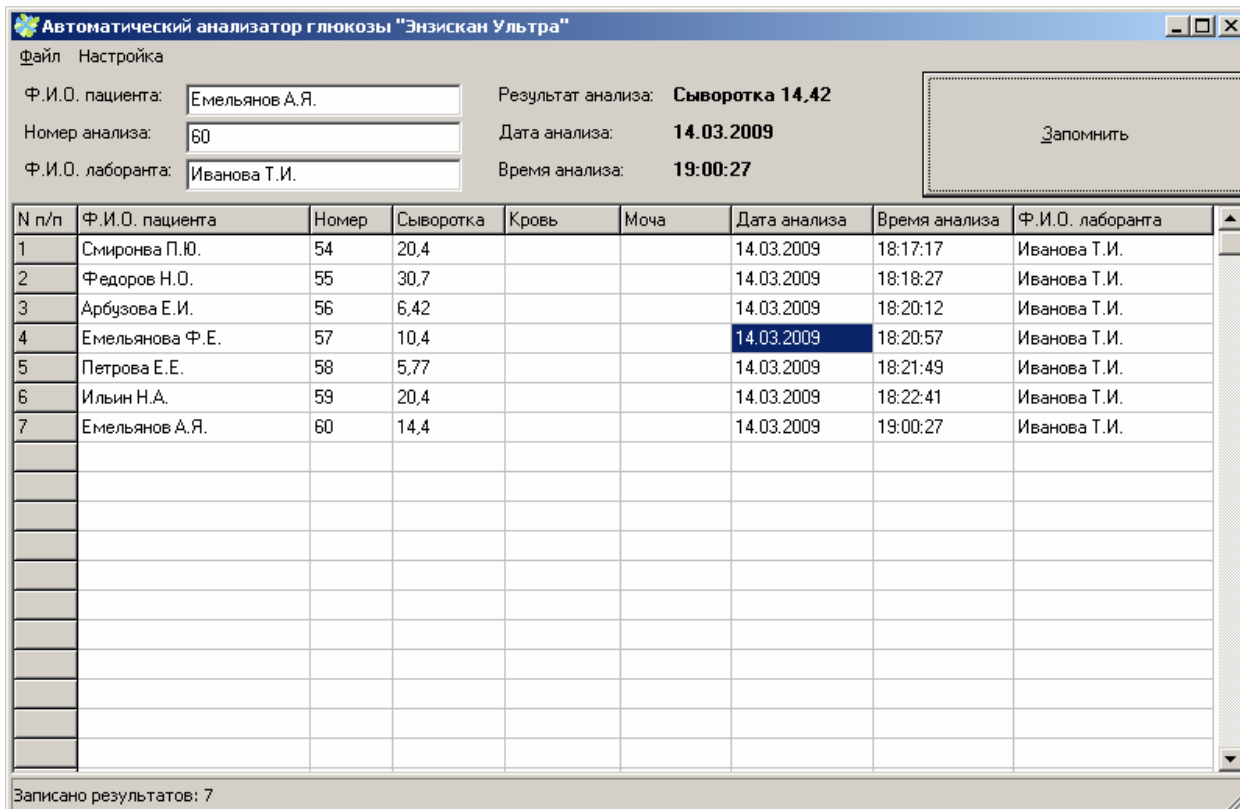 Автоматический анализатор глюкозы "Энзискан Ультра"
Файл Настройка
Ф.И.О. пациента: Емельянов А.Я. Результат анализа: Сыворотка 14,42
Номер анализа: 60 Дата анализа: 14.03.2009 Запомнить
Ф.И.О. лаборанта: Иванова Т.И. Время анализа: 19:00:27
N п/п Ф.И.О. пациента Номер Сыворотка Кровь Моча Дата анализа Время анализа Ф.И.О. лаборанта
1 Смиронва П.Ю. 54 20,4 14.03.2009 18:17:17 Иванова Т.И.
2 Федоров Н.О. 55 30,7 14.03.2009 18:18:27 Иванова Т.И.
3 Арбузова Е.И. 56 6,42 14.03.2009 18:20:12 Иванова Т.И.
4 Емельянова Ф.Е. 57 10,4 14.03.2009 18:20:57 Иванова Т.И.
5 Петрова Е.Е. 58 5,77 14.03.2009 18:21:49 Иванова Т.И.
6 Ильин Н.А. 59 20,4 14.03.2009 18:22:41 Иванова Т.И.
7 Емельянов А.Я. 60 14,4 14.03.2009 19:00:27 Иванова Т.И.
Записано результатов: 7